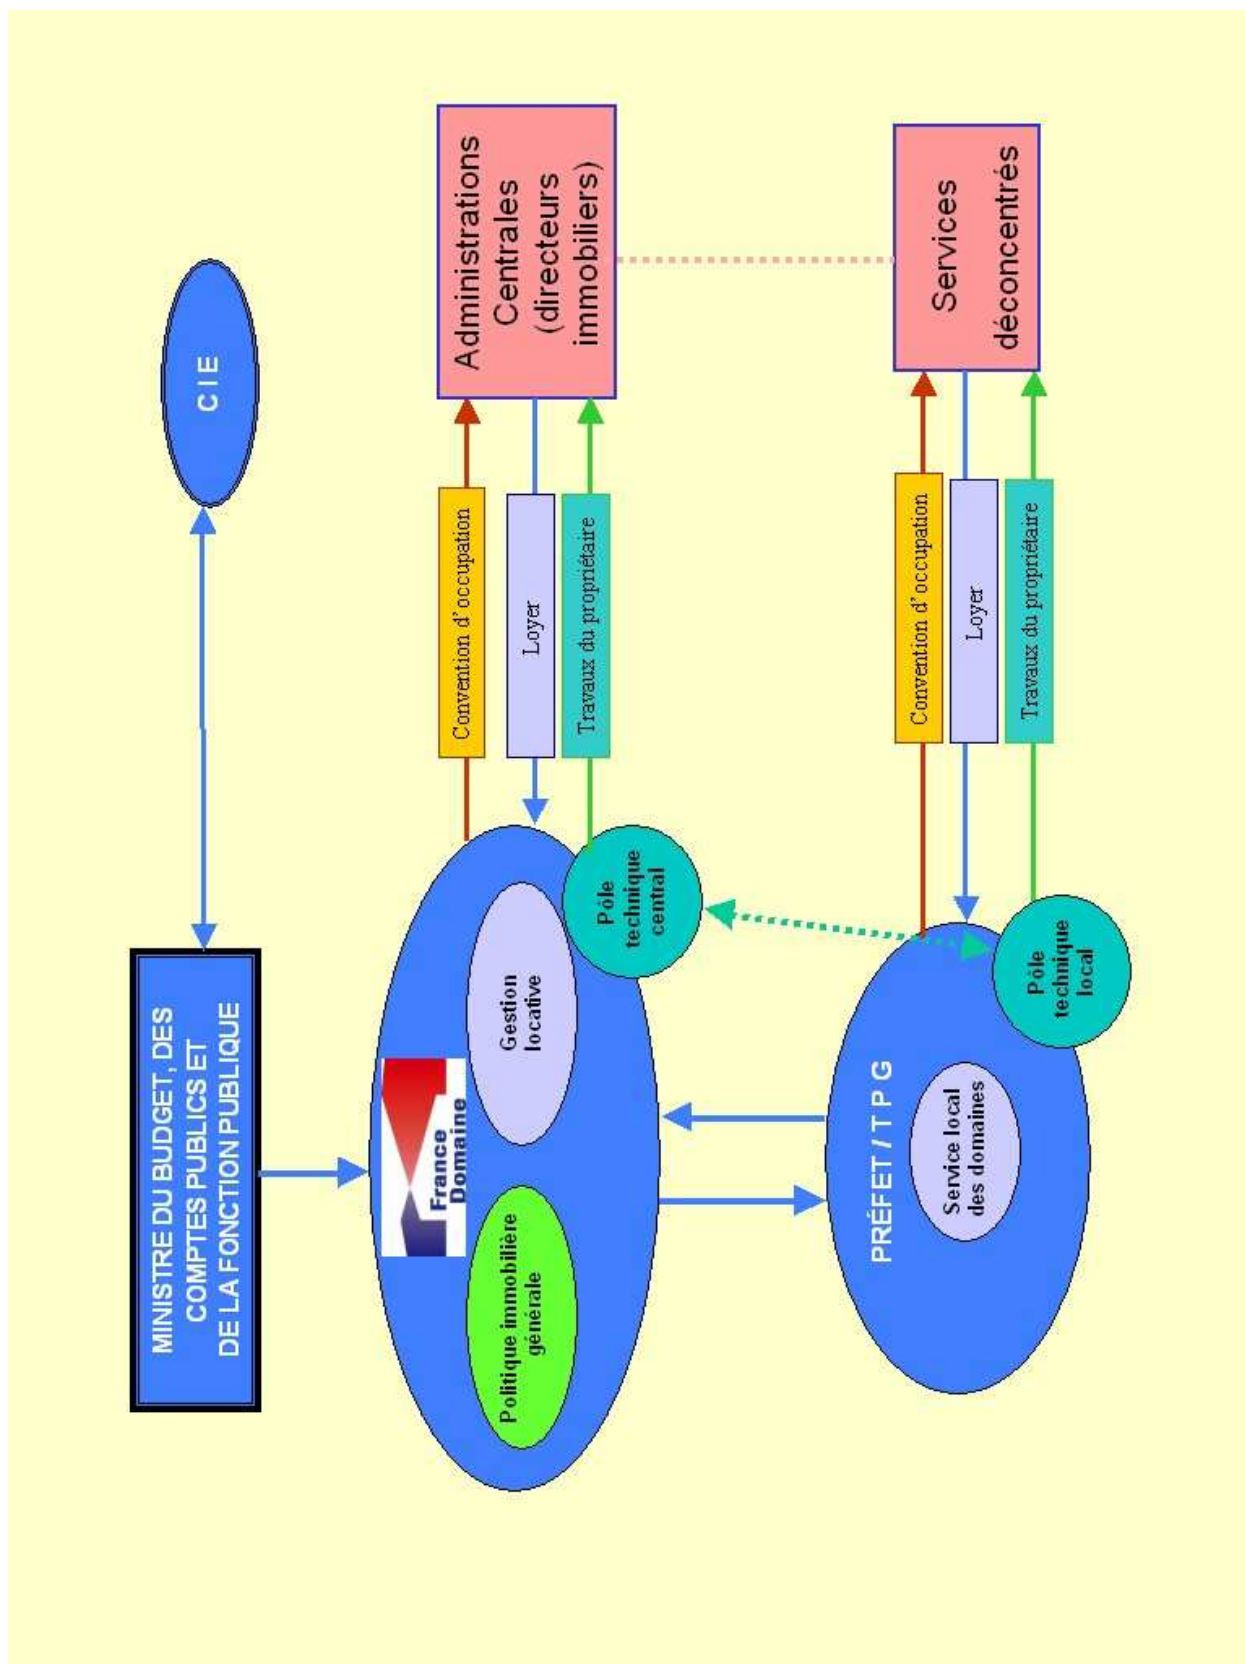 MINISTRE DU BUDGET, DES
COMPTES PUBLICS ET
DE LA FONCTION PUBLIQUE
C I E
France
Domaine
Politique immobilière
générale
Gestion
locative
Pôle
technique
central
Convention d'occupation
Loyer
Travaux du propriétaire
Administrations
Centrales
(directeurs
immobiliers)
PRÉFET / T P G
Service local
des domaines
Pôle
technique
local
Convention d'occupation
Loyer
Travaux du propriétaire
Services
déconcentrés